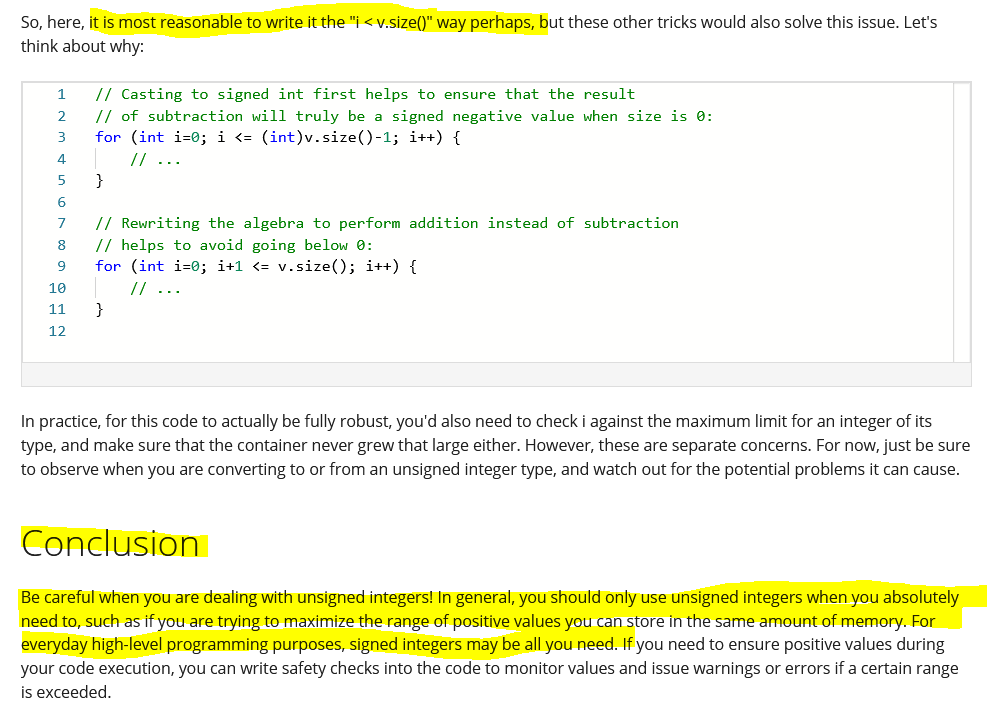 So, here, it is most reasonable to write it the "i < v.size()" way perhaps, but these other tricks would also solve this issue. Let's
think about why:
1 // Casting to signed int first helps to ensure that the result
2 // of subtraction will truly be a signed negative value when size is 0:
3 for (int i=0; i <= (int)v.size()-1; i++) {
4 // ...
5 }
6
7 // Rewriting the algebra to perform addition instead of subtraction
8 // helps to avoid going below 0:
9 for (int i=0; i+1 <= v.size(); i++) {
10 // ...
11 }
12
In practice, for this code to actually be fully robust, you'd also need to check i against the maximum limit for an integer of its
type, and make sure that the container never grew that large either. However, these are separate concerns. For now, just be sure
to observe when you are converting to or from an unsigned integer type, and watch out for the potential problems it can cause.
Conclusion
Be careful when you are dealing with unsigned integers! In general, you should only use unsigned integers when you absolutely
need to, such as if you are trying to maximize the range of positive values you can store in the same amount of memory. For
everyday high-level programming purposes, signed integers may be all you need. If you need to ensure positive values during
your code execution, you can write safety checks into the code to monitor values and issue warnings or errors if a certain range
is exceeded.